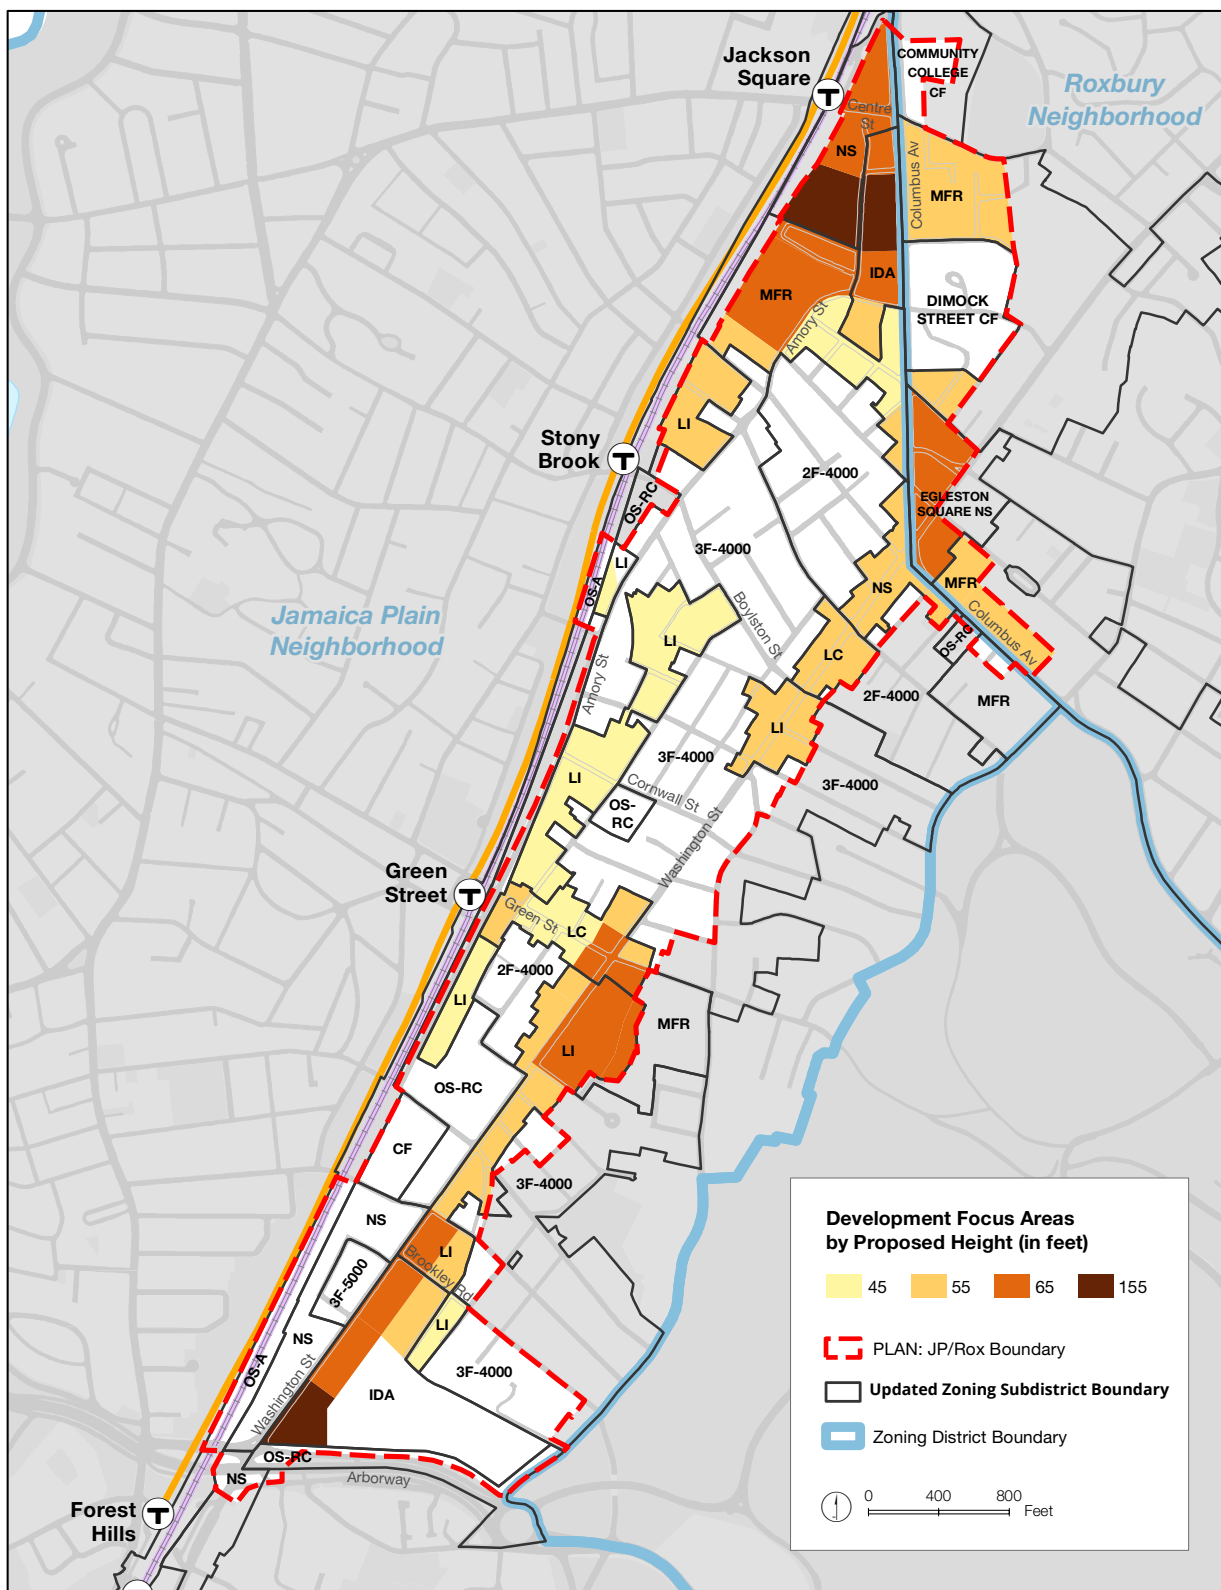 Jackson
Square
T
COMMUNITY
COLLEGE
CF
Roxbury
Neighborhood
Centre
St
NS
Columbus Av
MFR
IDA
MFR
DIMOCK
STREET CF
Amory St
LI
Stony
Brook
T
2F-4000
OS-RC
EGLESTON
SQUARE NS
3F-4000
LI
OS-A
NS
MFR
Boylston St
Columbus Av
Jamaica Plain
Neighborhood
LI
OS-RC
LC
Amory St
2F-4000
MFR
LI
3F-4000
LI
Cornwall St
3F-4000
OS-
RC
Washington St
Green
Street
T
Green St
LC
2F-4000
LI
MFR
LI
OS-RC
CF
3F-4000
NS
LI
Brookley Rd
3F-5000
LI
NS
OS-A
3F-4000
Washington St
IDA
OS-RC
NS
Arborway
Forest
Hills
T
Development Focus Areas
by Proposed Height (in feet)
45 55 65 155
PLAN: JP/Rox Boundary
Updated Zoning Subdistrict Boundary
Zoning District Boundary
0 400 800
Feet